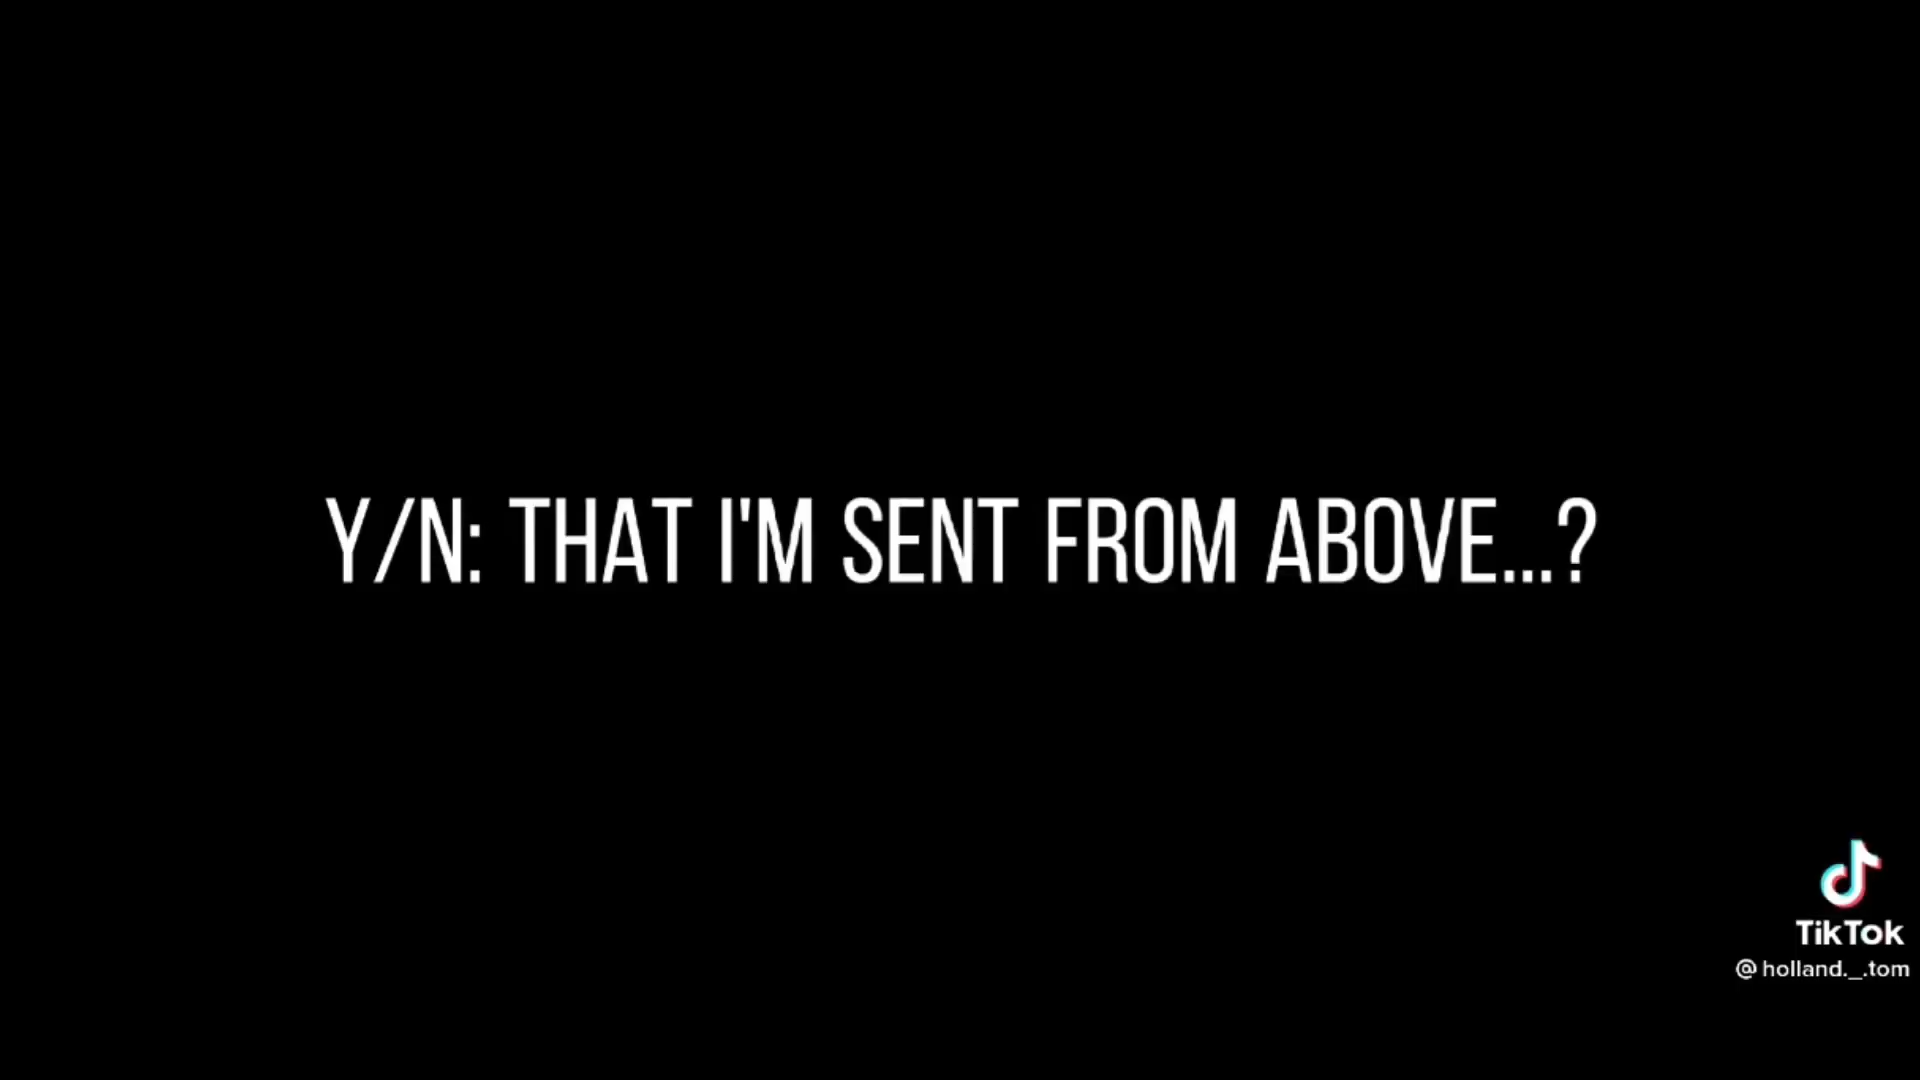 Y/N: THAT I'M SENT FROM ABOVE...?
TikTok
@holland._.tom